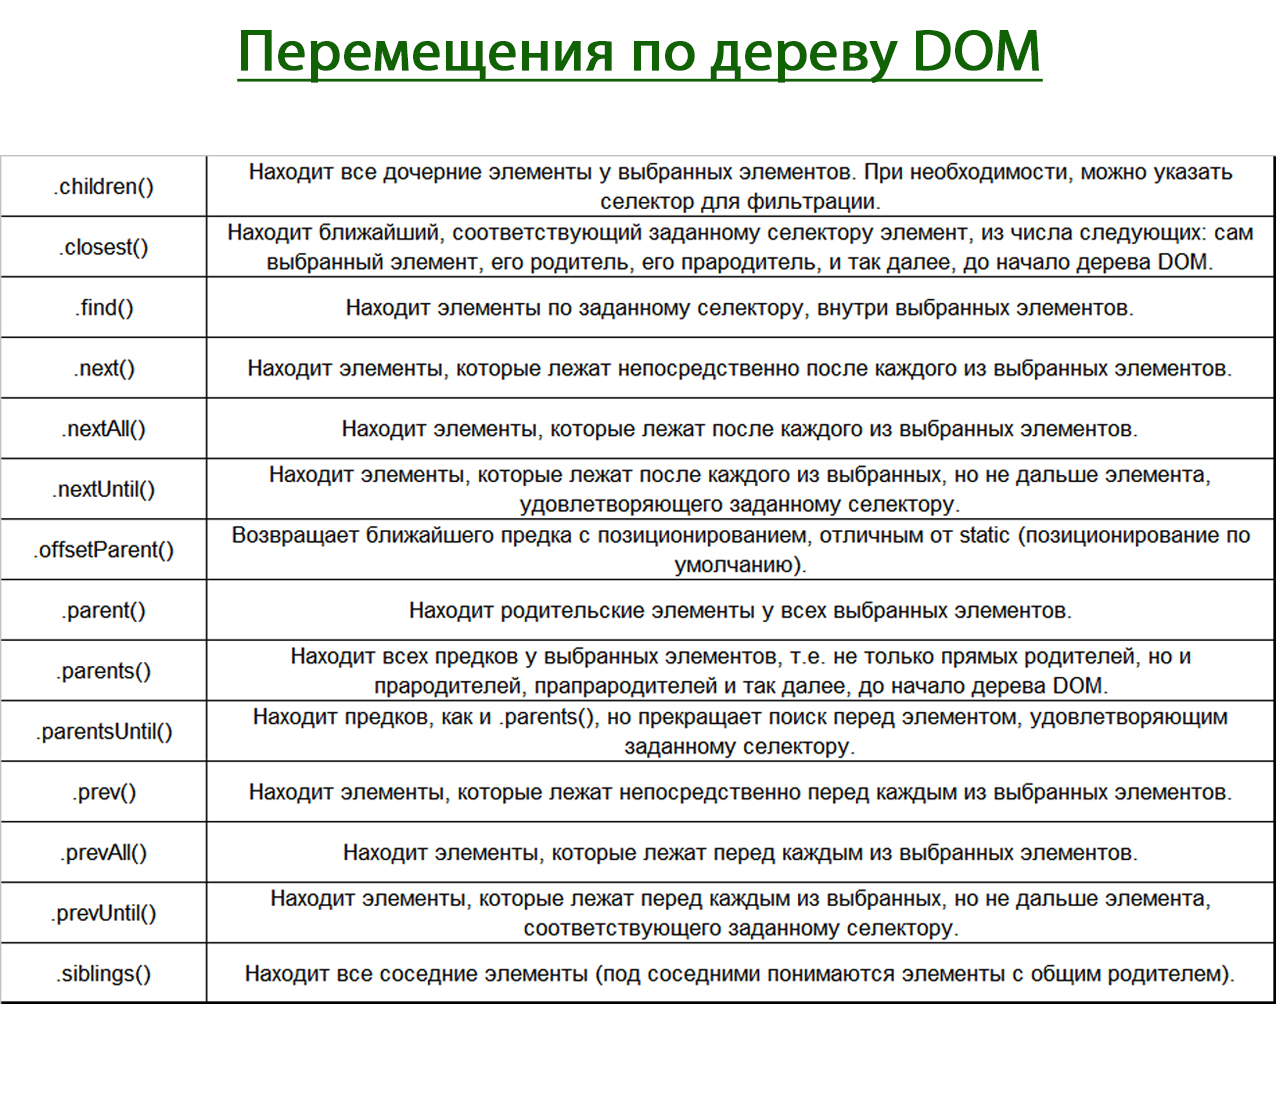 Перемещения по дереву DOM
.children()
Находит все дочерние элементы у выбранных элементов. При необходимости, можно указать
селектор для фильтрации.
.closest()
Находит ближайший, соответствующий заданному селектору элемент, из числа следующих: сам
выбранный элемент, его родитель, его прародитель, и так далее, до начало дерева DOM.
.find()
Находит элементы по заданному селектору, внутри выбранных элементов.
.next()
Находит элементы, которые лежат непосредственно после каждого из выбранных элементов.
.nextAll()
Находит элементы, которые лежат после каждого из выбранных элементов.
.nextUntil()
Находит элементы, которые лежат после каждого из выбранных, но не дальше элемента,
удовлетворяющего заданному селектору.
.offsetParent()
Возвращает ближайшего предка с позиционированием, отличным от static (позиционирование по
умолчанию).
.parent()
Находит родительские элементы у всех выбранных элементов.
.parents()
Находит всех предков у выбранных элементов, т.е. не только прямых родителей, но и
прародителей, прапрародителей и так далее, до начало дерева DOM.
.parentsUntil()
Находит предков, как и .parents(), но прекращает поиск перед элементом, удовлетворяющим
заданному селектору.
.prev()
Находит элементы, которые лежат непосредственно перед каждым из выбранных элементов.
.prevAll()
Находит элементы, которые лежат перед каждым из выбранных элементов.
.prevUntil()
Находит элементы, которые лежат перед каждым из выбранных, но не дальше элемента,
соответствующего заданному селектору.
.siblings()
Находит все соседние элементы (под соседними понимаются элементы с общим родителем).